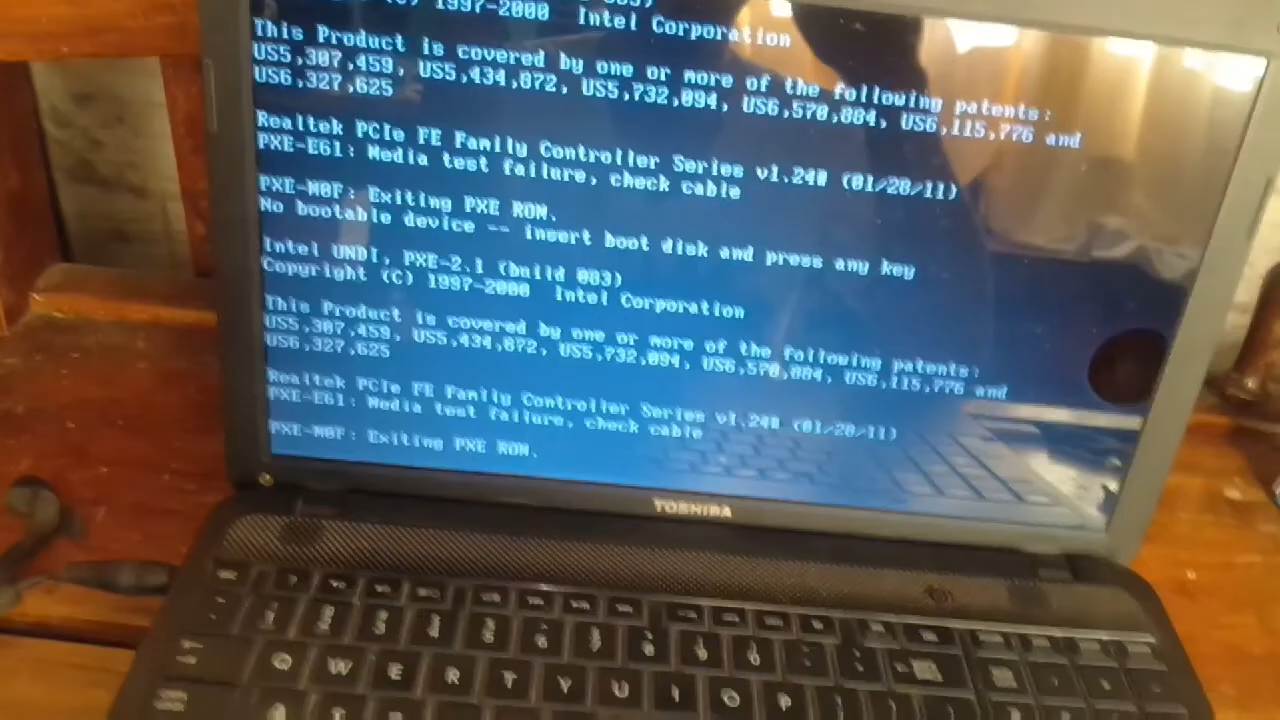 1997-2000 Intel Corporation
This Product is covered by one or more of the following patents:
US5,307,459, US5,434,872, US5,732,094, US6,570,884, US6,115,776 and
US6,327,625
Realtek PCIe FE Family Controller Series v1.24 (01/28/11)
PXE-E61: Media test failure, check cable
PXE-M0F: Exiting PXE ROM.
No bootable device -- insert boot disk and press any key
Intel UNDI, PXE-2.1 (build 083)
Copyright (C) 1997-2000 Intel Corporation
This Product is covered by one or more of the following patents:
US5,307,459, US5,434,872, US5,732,094, US6,570,884, US6,115,776 and
US6,327,625
Realtek PCIe FE Family Controller Series v1.24 (01/28/11)
PXE-E61: Media test failure, check cable
PXE-M0F: Exiting PXE ROM.
TOSHIBA
Q W E R T Y U I O P